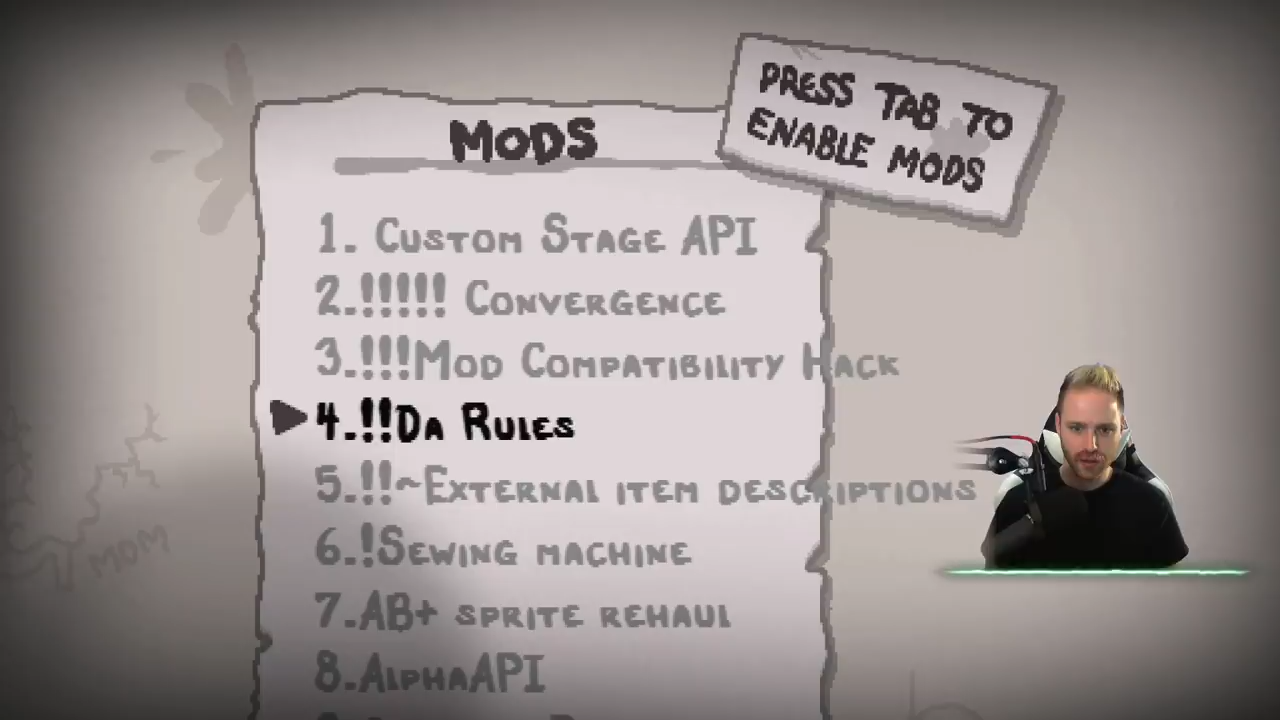 PRESS TAB TO
ENABLE MODS
MODS
1. CUSTOM STAGE API
2.!!!!! CONVERGENCE
3.!!!MOD COMPATIBILITY HACK
4.!!DA RULES
5.!!~EXTERNAL ITEM DESCRIPTIONS
6.!SEWING MACHINE
7.AB+ SPRITE REHAUL
8.ALPHAAPI
MOM